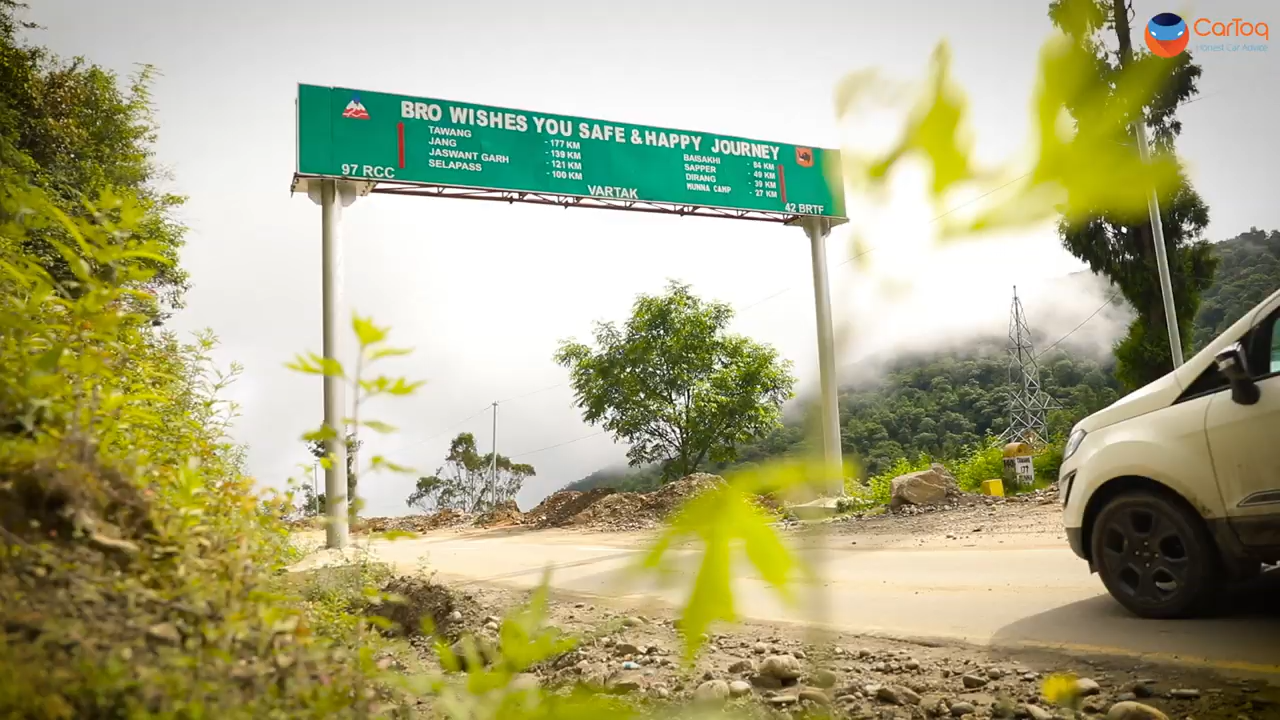 CarToq
Honest Car Advice
BRO WISHES YOU SAFE & HAPPY JOURNEY
TAWANG - 177 KM
JANG - 139 KM
JASWANT GARH - 121 KM
SELAPASS - 100 KM
BAISAKHI - 84 KM
SAPPER - 49 KM
DIRANG - 39 KM
MUNNA CAMP - 27 KM
97 RCC
VARTAK
42 BRTF